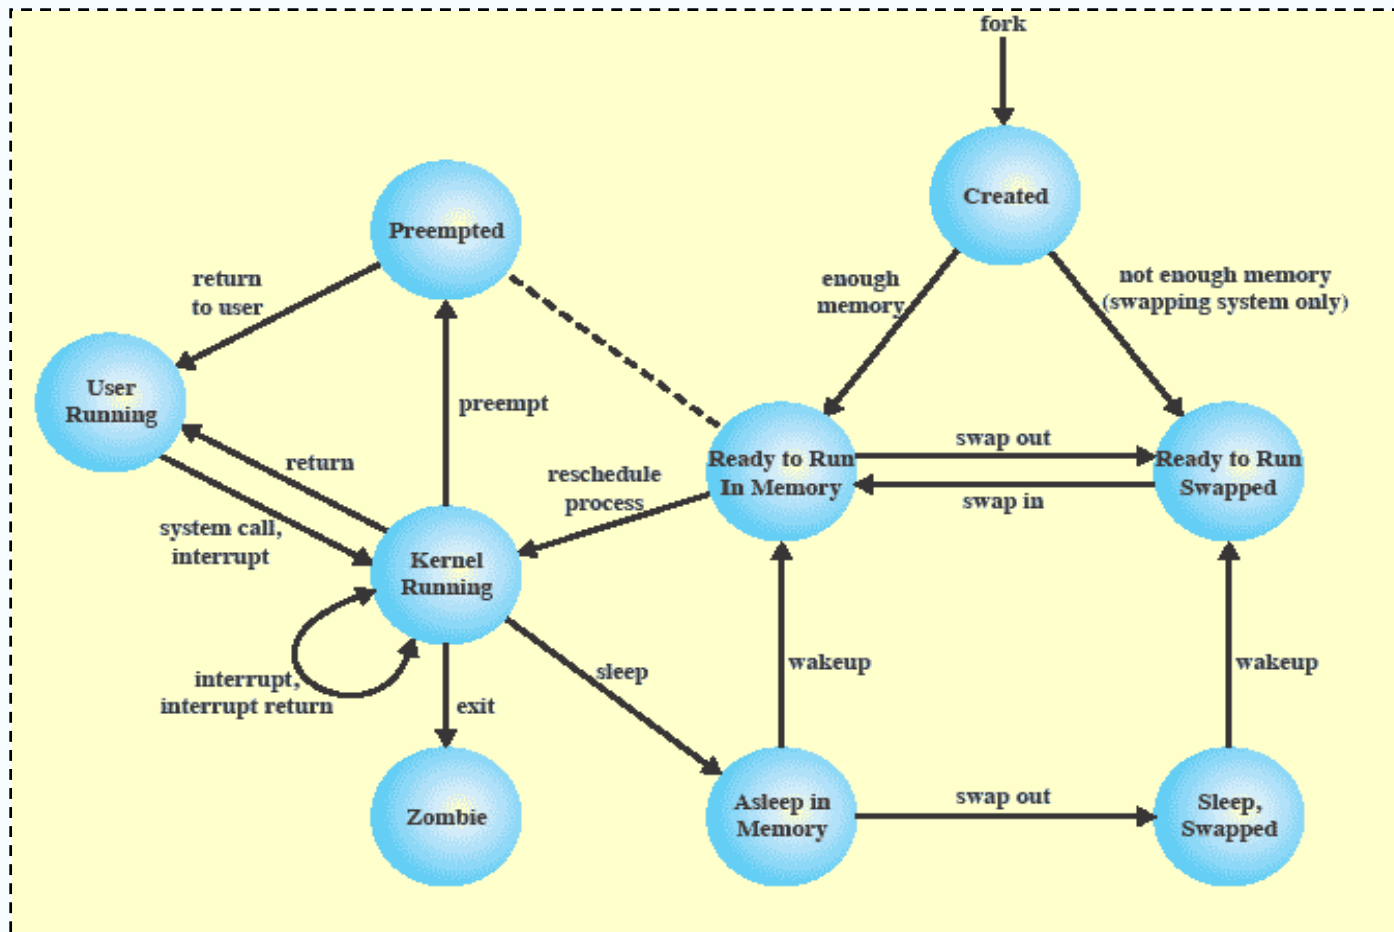 fork
Created
Preempted
return
to user
enough
memory
not enough memory
(swapping system only)
User
Running
preempt
return
system call,
interrupt
reschedule
process
Ready to Run
In Memory
swap out
swap in
Ready to Run
Swapped
Kernel
Running
interrupt,
interrupt return
sleep
wakeup
wakeup
exit
Zombie
Asleep in
Memory
swap out
Sleep,
Swapped